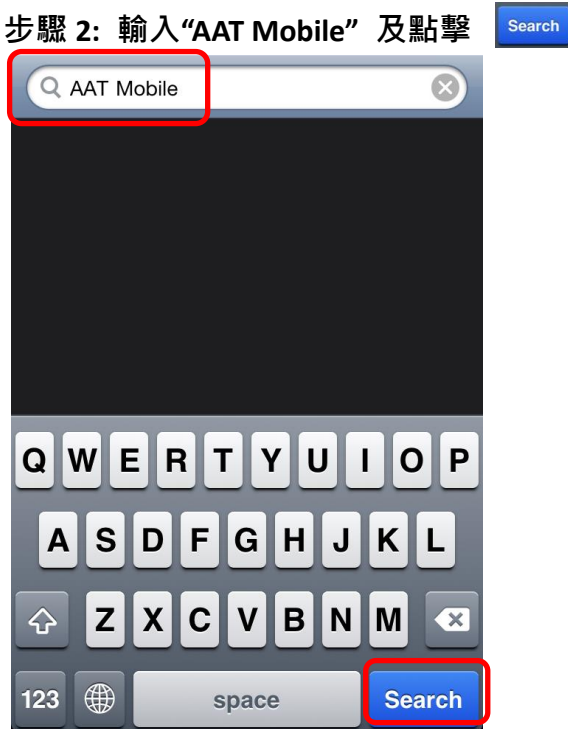 步驟 2: 輸入“AAT Mobile” 及點擊 Search
AAT Mobile
Q W E R T Y U I O P
A S D F G H J K L
Z X C V B N M
123 space Search